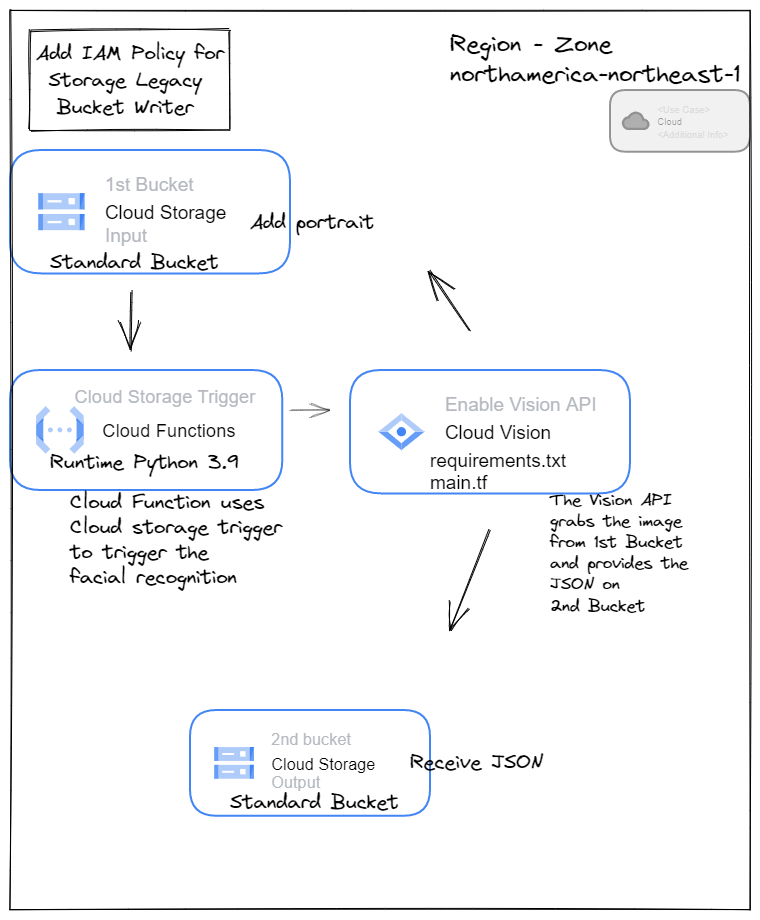 Add IAM Policy for
Storage Legacy
Bucket Writer
Region - Zone
northamerica-northeast-1
<Use Case>
Cloud
<Additional Info>
1st Bucket
Cloud Storage
Input
Standard Bucket
Add portrait
Cloud Storage Trigger
Cloud Functions
Runtime Python 3.9
Enable Vision API
Cloud Vision
requirements.txt
main.tf
Cloud Function uses
Cloud storage trigger
to trigger the
facial recognition
The Vision API
grabs the image
from 1st Bucket
and provides the
JSON on
2nd Bucket
2nd bucket
Cloud Storage
Output
Standard Bucket
Receive JSON